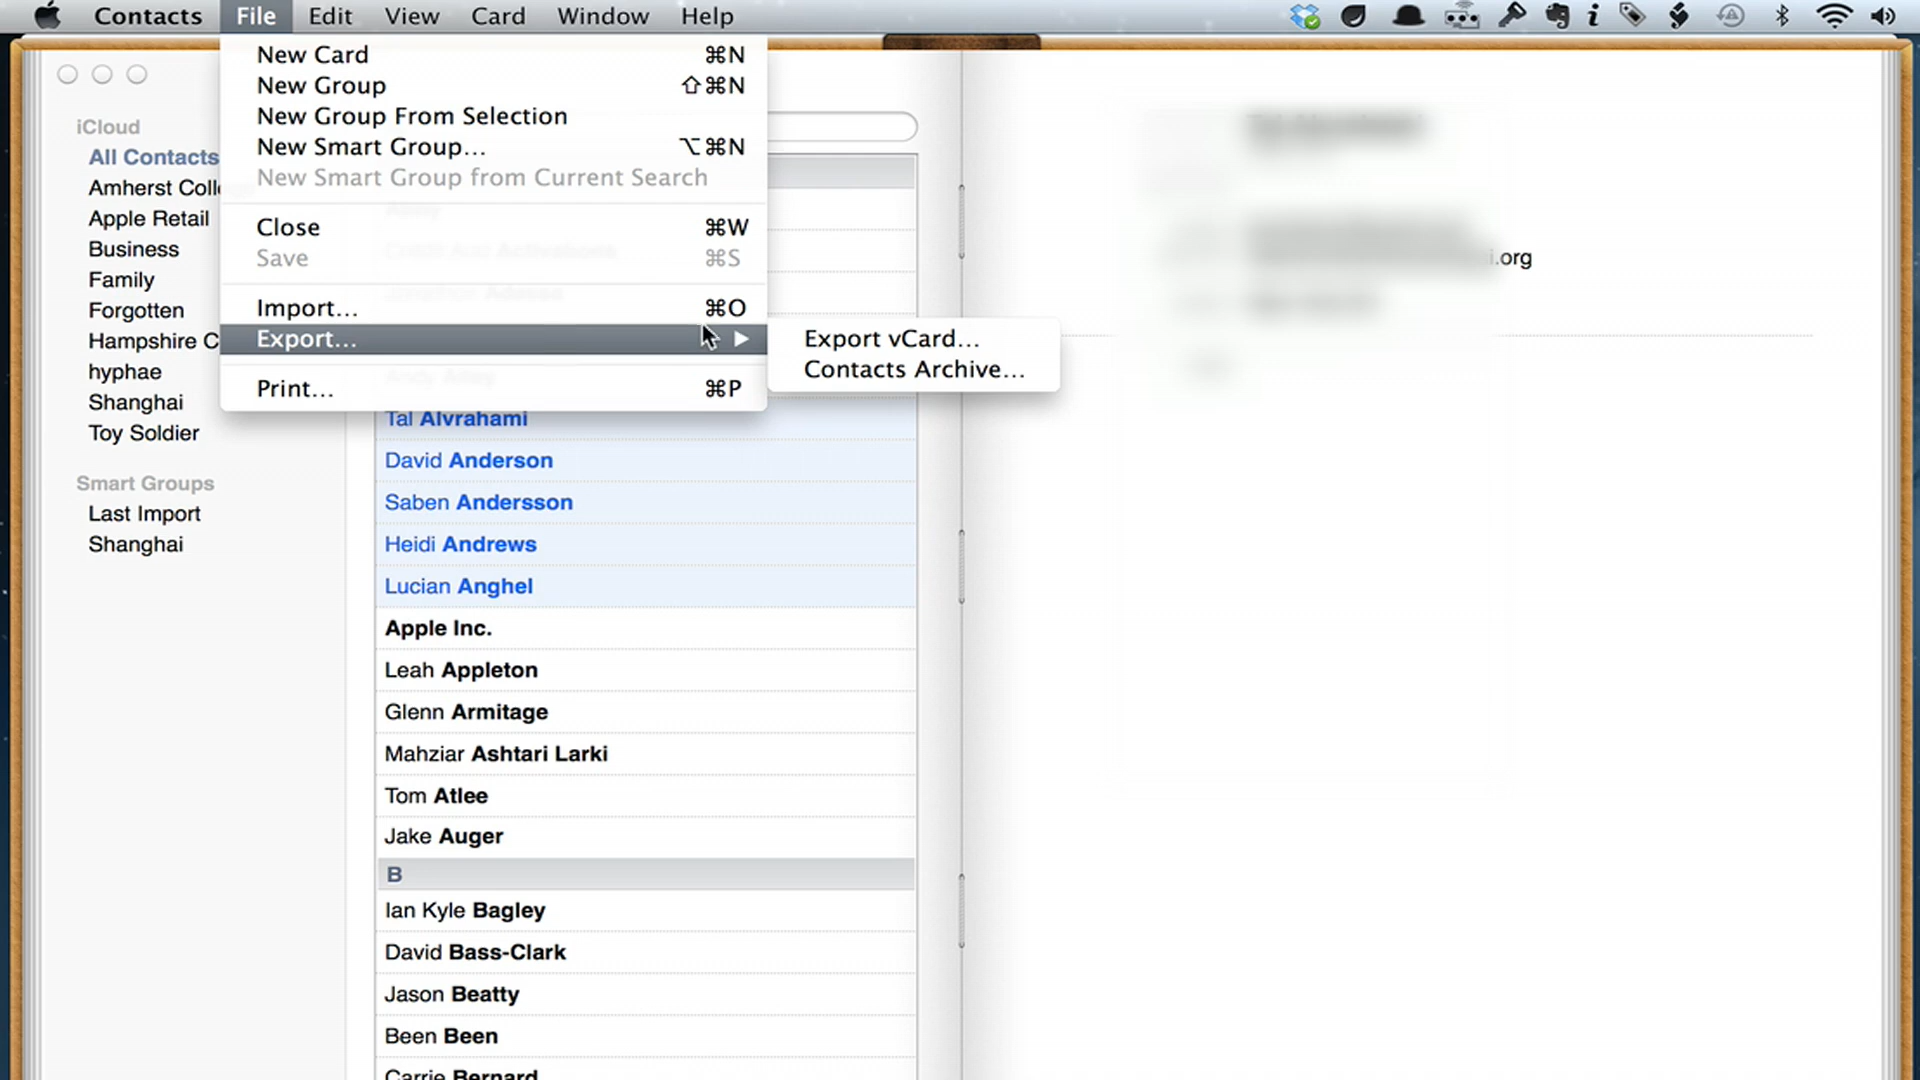 Contacts File Edit View Card Window Help
New Card ⌘N
New Group ⇧⌘N
New Group From Selection
New Smart Group... ⌥⌘N
New Smart Group from Current Search
Close ⌘W
Save ⌘S
Import... ⌘O
Export...
Print... ⌘P
Export vCard...
Contacts Archive...
iCloud
All Contacts
Amherst Colle
Apple Retail
Business
Family
Forgotten
Hampshire C
hyphae
Shanghai
Toy Soldier
Smart Groups
Last Import
Shanghai
Tal Alvrahami
David Anderson
Saben Andersson
Heidi Andrews
Lucian Anghel
Apple Inc.
Leah Appleton
Glenn Armitage
Mahziar Ashtari Larki
Tom Atlee
Jake Auger
B
Ian Kyle Bagley
David Bass-Clark
Jason Beatty
Been Been
Carrie Bernard
i.org